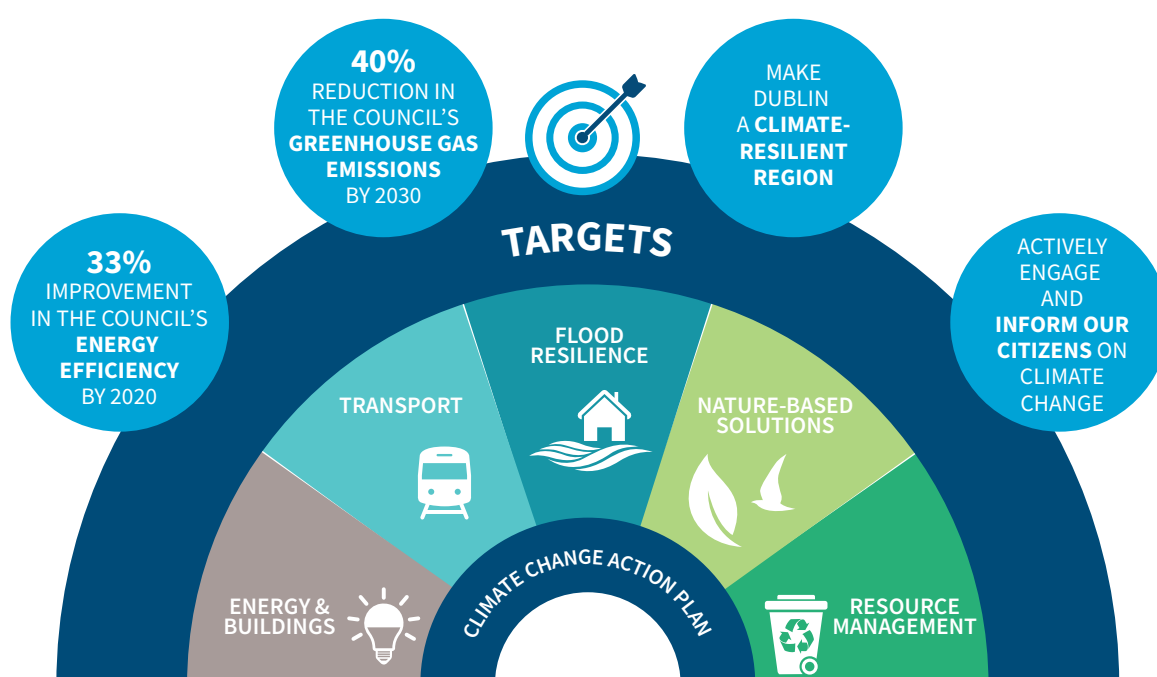 40%
REDUCTION IN
THE COUNCIL'S
GREENHOUSE GAS
EMISSIONS
BY 2030
MAKE
DUBLIN
A CLIMATE-
RESILIENT
REGION
33%
IMPROVEMENT
IN THE COUNCIL'S
ENERGY
EFFICIENCY
BY 2020
ACTIVELY
ENGAGE
AND
INFORM OUR
CITIZENS ON
CLIMATE
CHANGE
TARGETS
FLOOD
RESILIENCE
TRANSPORT
NATURE-BASED
SOLUTIONS
ENERGY &
BUILDINGS
RESOURCE
MANAGEMENT
CLIMATE CHANGE ACTION PLAN